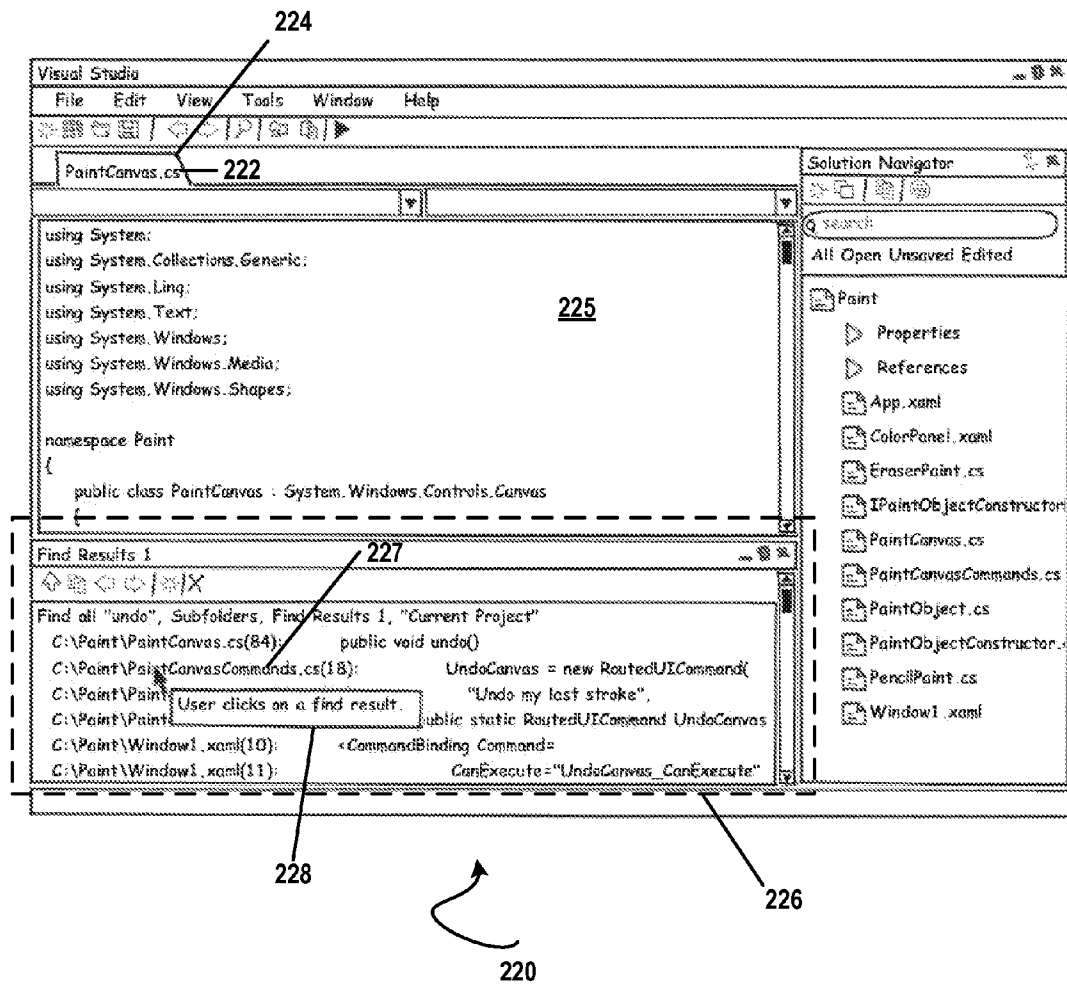 224
Visual Studio
File Edit View Tools Window Help
PaintCanvas.cs 222
Solution Navigator
search
All Open Unsaved Edited
using System;
using System.Collections.Generic;
using System.Linq;
using System.Text;
using System.Windows;
using System.Windows.Media;
using System.Windows.Shapes;
225
namespace Paint
{
public class PaintCanvas : System.Windows.Controls.Canvas
{
Paint
Properties
References
App.xaml
ColorPanel.xaml
EraserPaint.cs
IPaintObjectConstructor
PaintCanvas.cs
PaintCanvasCommands.cs
PaintObject.cs
PaintObjectConstructor.
PencilPaint.cs
Window1.xaml
Find Results 1
227
Find all "undo", Subfolders, Find Results 1, "Current Project"
C:\Paint\PaintCanvas.cs(84): public void undo()
C:\Paint\PaintCanvasCommands.cs(18): UndoCanvas = new RoutedUICommand(
C:\Paint\Pain "Undo my last stroke",
User clicks on a find result.
C:\Paint\Paint ublic static RoutedUICommand UndoCanvas
C:\Paint\Window1.xaml(10): <CommandBinding Command=
C:\Paint\Window1.xaml(11): CanExecute="UndoCanvas_CanExecute"
228
226
220